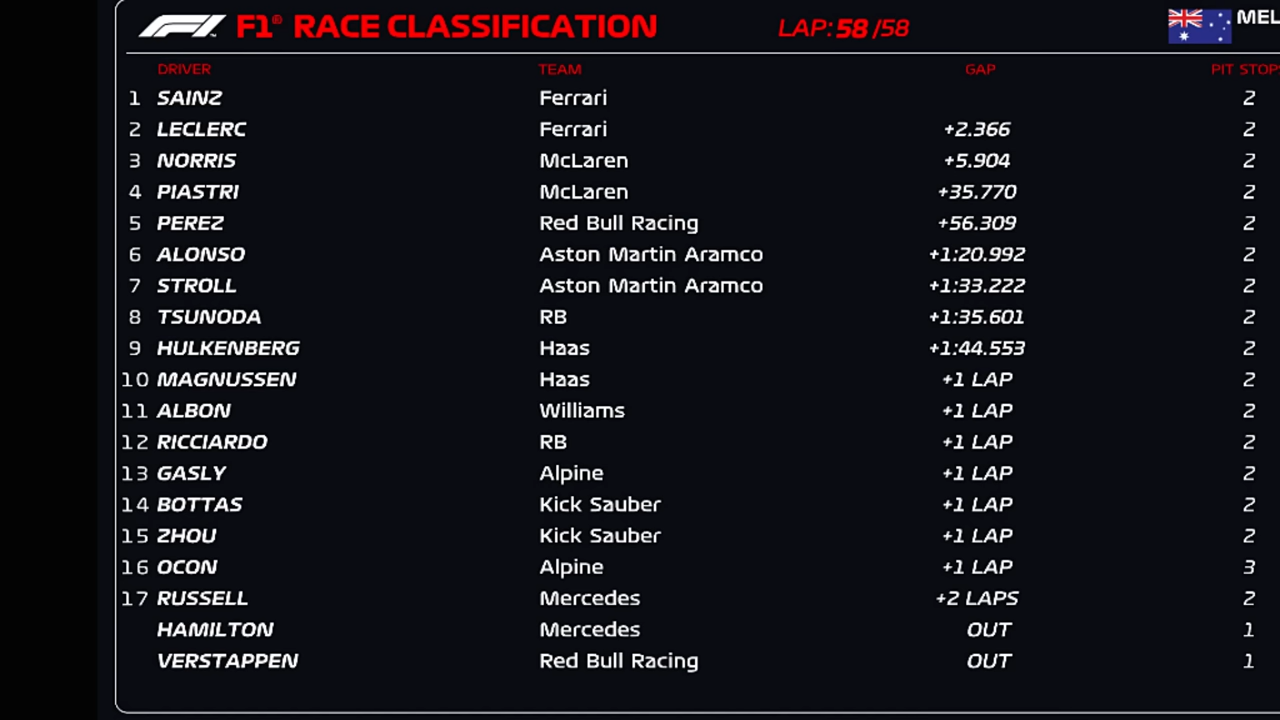 F1® RACE CLASSIFICATION LAP: 58 /58 MEL
DRIVER TEAM GAP PIT STOP
1 SAINZ Ferrari 2
2 LECLERC Ferrari +2.366 2
3 NORRIS McLaren +5.904 2
4 PIASTRI McLaren +35.770 2
5 PEREZ Red Bull Racing +56.309 2
6 ALONSO Aston Martin Aramco +1:20.992 2
7 STROLL Aston Martin Aramco +1:33.222 2
8 TSUNODA RB +1:35.601 2
9 HULKENBERG Haas +1:44.553 2
10 MAGNUSSEN Haas +1 LAP 2
11 ALBON Williams +1 LAP 2
12 RICCIARDO RB +1 LAP 2
13 GASLY Alpine +1 LAP 2
14 BOTTAS Kick Sauber +1 LAP 2
15 ZHOU Kick Sauber +1 LAP 2
16 OCON Alpine +1 LAP 3
17 RUSSELL Mercedes +2 LAPS 2
HAMILTON Mercedes OUT 1
VERSTAPPEN Red Bull Racing OUT 1